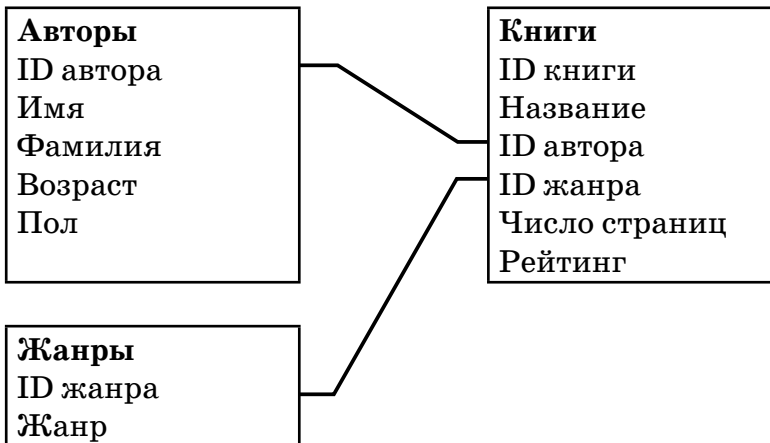 Авторы
ID автора
Имя
Фамилия
Возраст
Пол
Книги
ID книги
Название
ID автора
ID жанра
Число страниц
Рейтинг
Жанры
ID жанра
Жанр